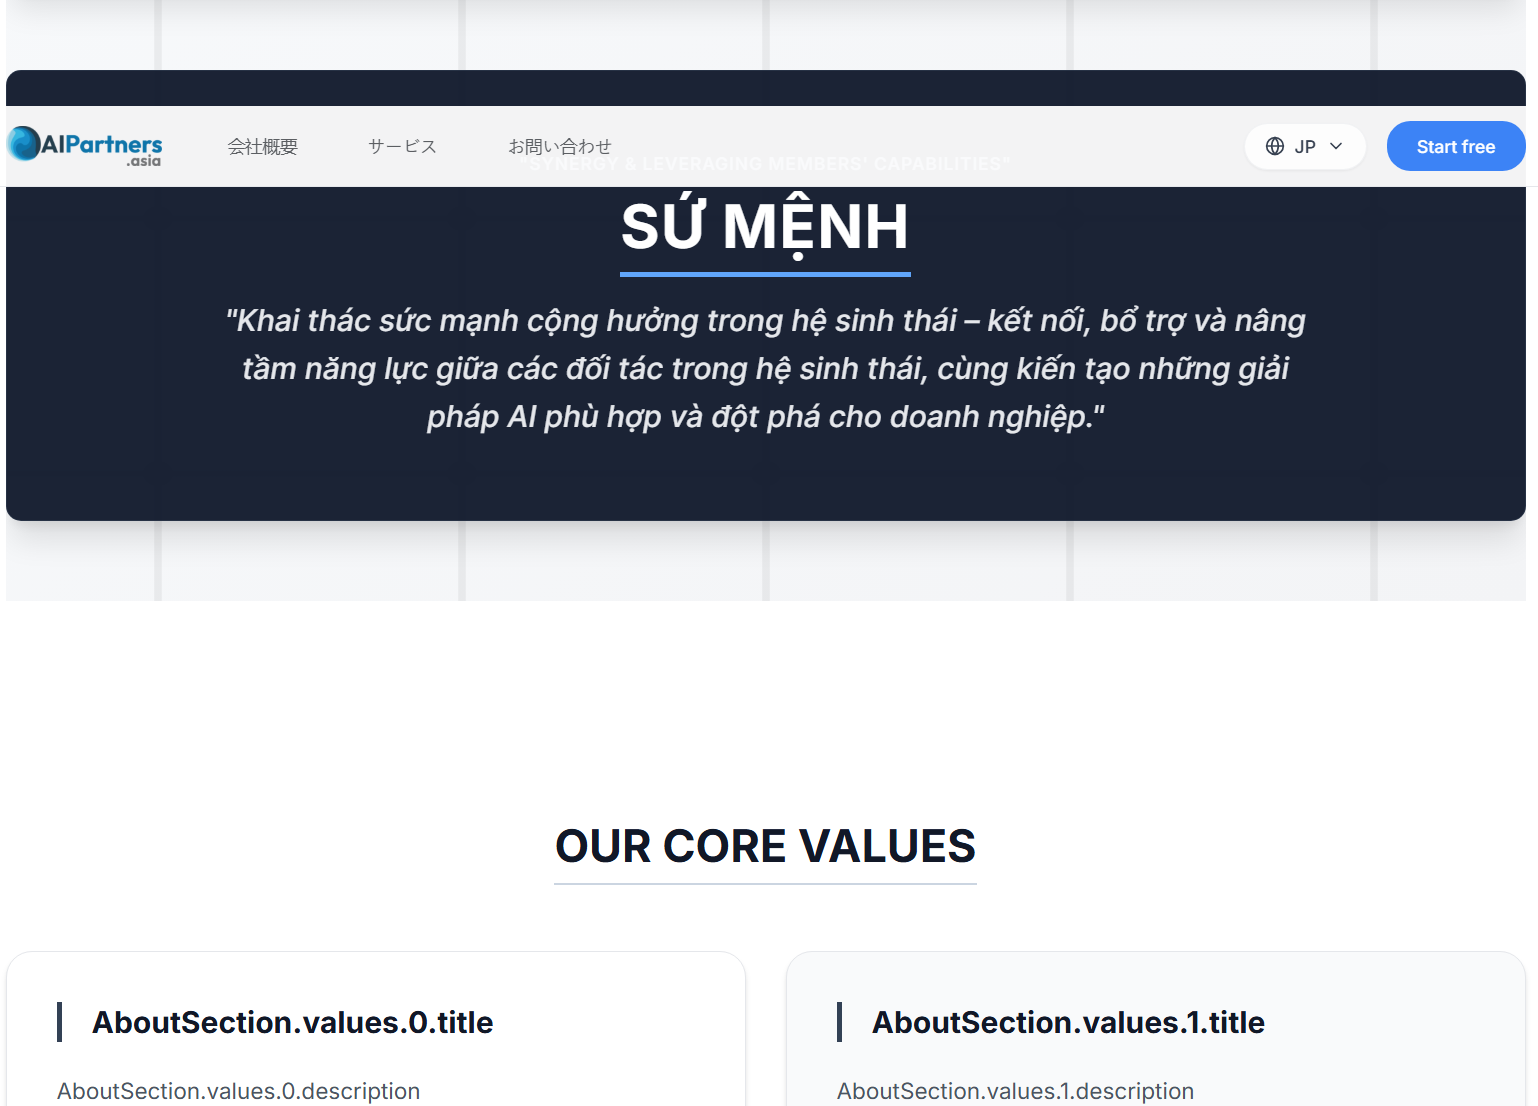 AIPartners
.asia
会社概要
サービス
お問い合わせ
JP
Start free
"SYNERGY & LEVERAGING MEMBERS' CAPABILITIES"
SỨ MỆNH
"Khai thác sức mạnh cộng hưởng trong hệ sinh thái – kết nối, bổ trợ và nâng
tầm năng lực giữa các đối tác trong hệ sinh thái, cùng kiến tạo những giải
pháp AI phù hợp và đột phá cho doanh nghiệp."
OUR CORE VALUES
AboutSection.values.0.title
AboutSection.values.0.description
AboutSection.values.1.title
AboutSection.values.1.description